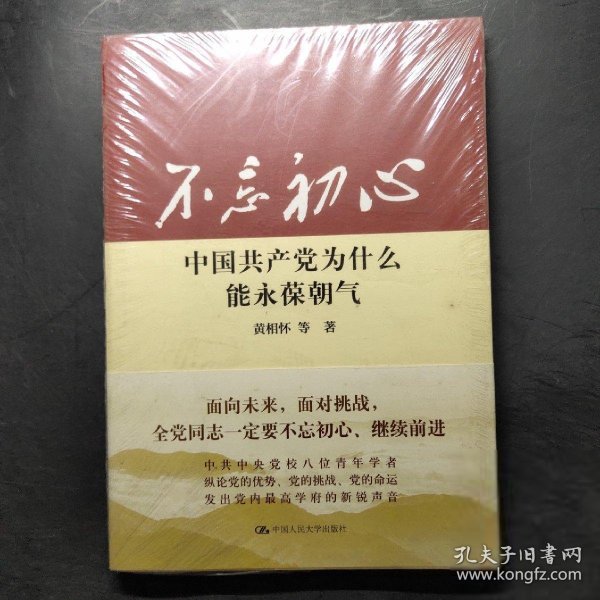 不忘初心
中国共产党为什么
能永葆朝气
黄相怀 等 著
面向未来，面对挑战，
全党同志一定要不忘初心、继续前进
中共中央党校八位青年学者
纵论党的优势、党的挑战、党的命运
发出党内最高学府的新锐声音
中国人民大学出版社
孔夫子旧书网
www.kongfz.com